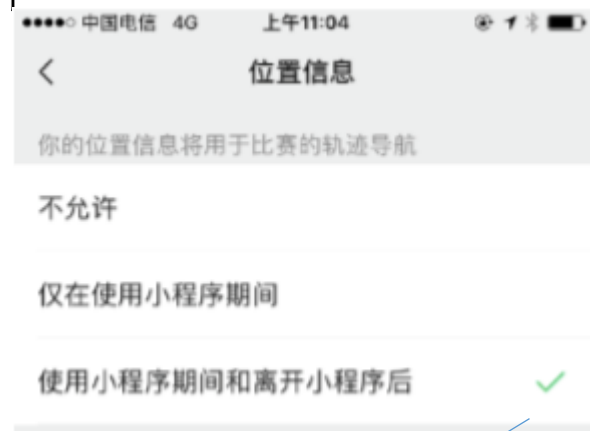 中国电信 4G 上午11:04
位置信息
你的位置信息将用于比赛的轨迹导航
不允许
仅在使用小程序期间
使用小程序期间和离开小程序后